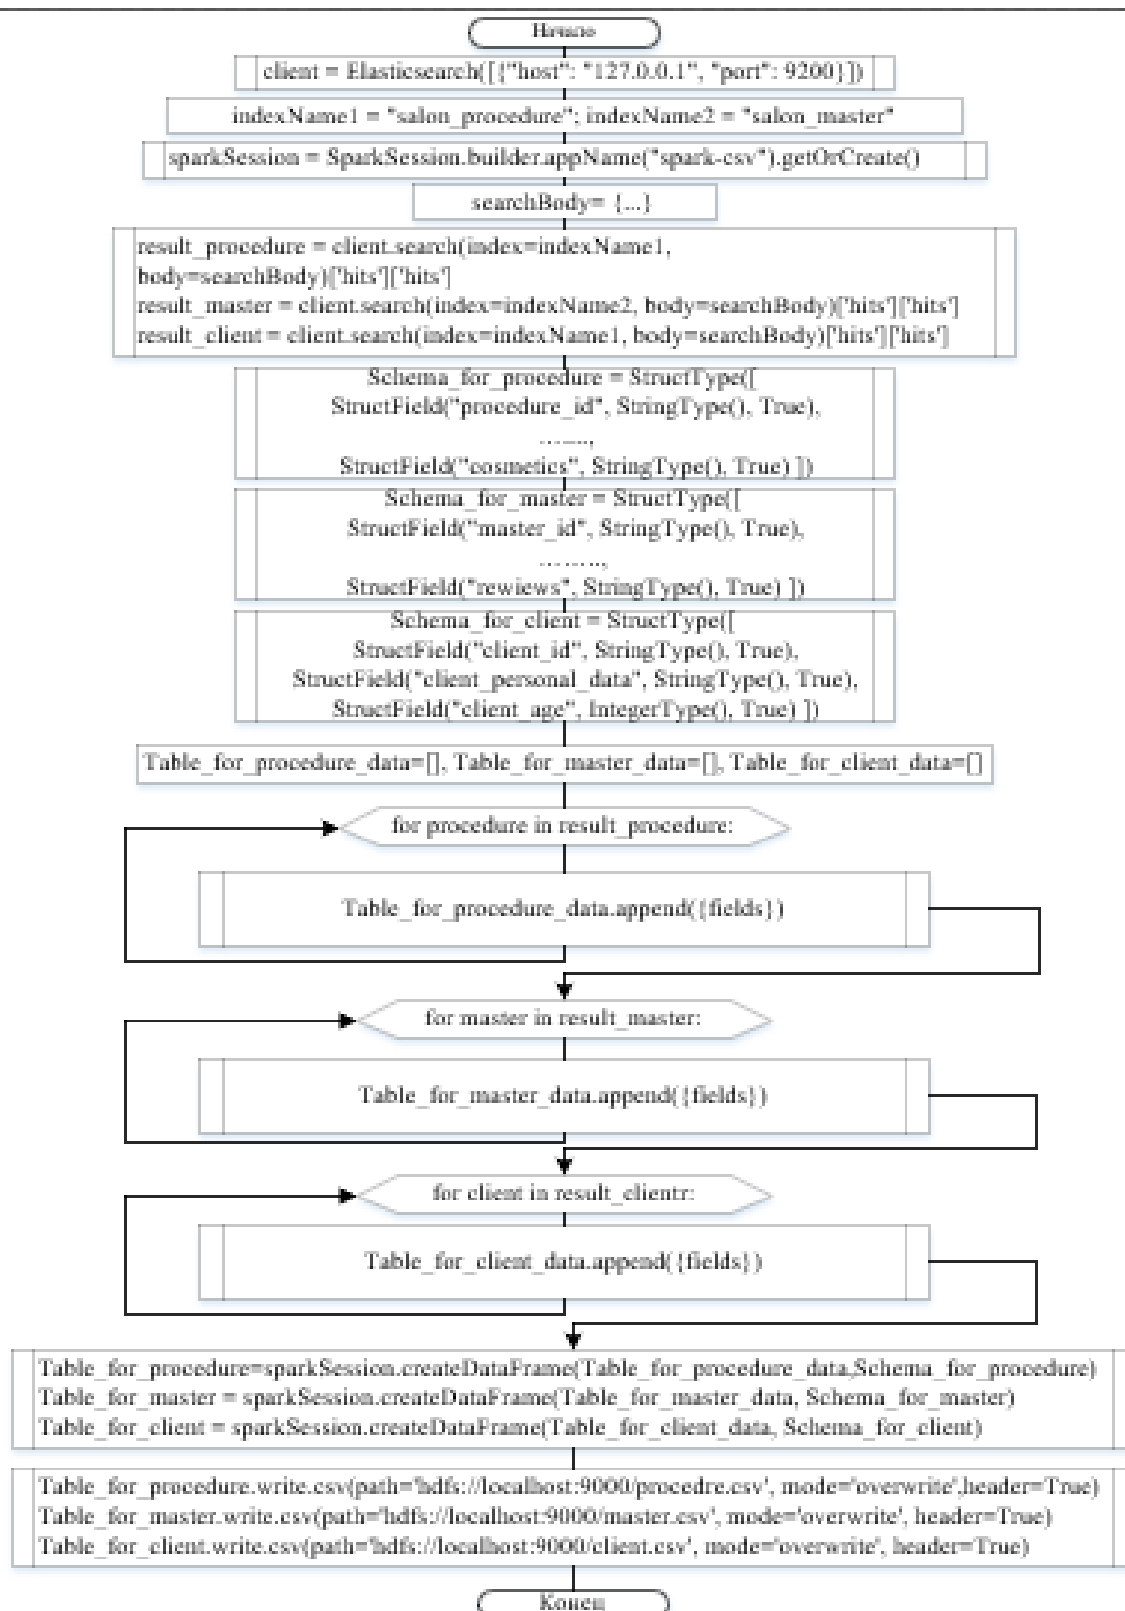 Начало
client = Elasticsearch([{"host": "127.0.0.1", "port": 9200}])
indexName1 = "salon_procedure"; indexName2 = "salon_master"
sparkSession = SparkSession.builder.appName("spark-csv").getOrCreate()
searchBody= {...}
result_procedure = client.search(index=indexName1,
body=searchBody)['hits']['hits']
result_master = client.search(index=indexName2, body=searchBody)['hits']['hits']
result_client = client.search(index=indexName1, body=searchBody)['hits']['hits']
Schema_for_procedure = StructType([
StructField("procedure_id", StringType(), True),
........,
StructField("cosmetics", StringType(), True) ])
Schema_for_master = StructType([
StructField("master_id", StringType(), True),
.........,
StructField("rewiews", StringType(), True) ])
Schema_for_client = StructType([
StructField("client_id", StringType(), True),
StructField("client_personal_data", StringType(), True),
StructField("client_age", IntegerType(), True) ])
Table_for_procedure_data=[], Table_for_master_data=[], Table_for_client_data=[]
for procedure in result_procedure:
Table_for_procedure_data.append({fields})
for master in result_master:
Table_for_master_data.append({fields})
for client in result_clientr:
Table_for_client_data.append({fields})
Table_for_procedure=sparkSession.createDataFrame(Table_for_procedure_data,Schema_for_procedure)
Table_for_master = sparkSession.createDataFrame(Table_for_master_data, Schema_for_master)
Table_for_client = sparkSession.createDataFrame(Table_for_client_data, Schema_for_client)
Table_for_procedure.write.csv(path='hdfs://localhost:9000/procedre.csv', mode='overwrite',header=True)
Table_for_master.write.csv(path='hdfs://localhost:9000/master.csv', mode='overwrite', header=True)
Table_for_client.write.csv(path='hdfs://localhost:9000/client.csv', mode='overwrite', header=True)
Конец